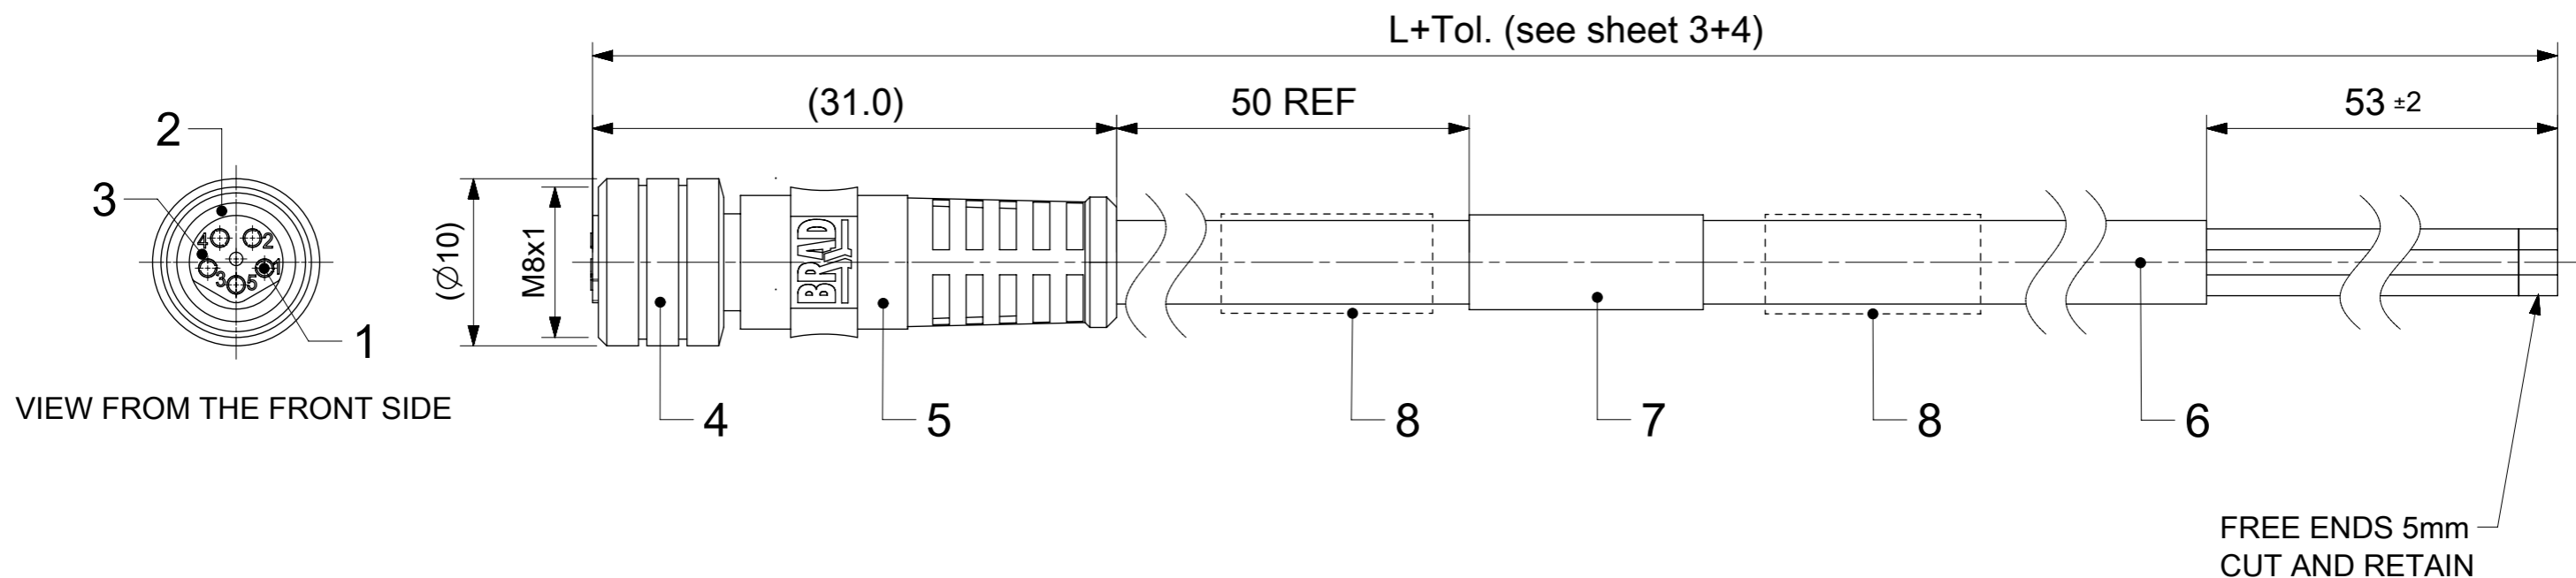 L+Tol. (see sheet 3+4)
(31.0)
50 REF
53 ±2
2
3
4
2
1
3
5
1
(∅10)
M8x1
BRAD
VIEW FROM THE FRONT SIDE
4
5
8
7
8
6
FREE ENDS 5mm
CUT AND RETAIN